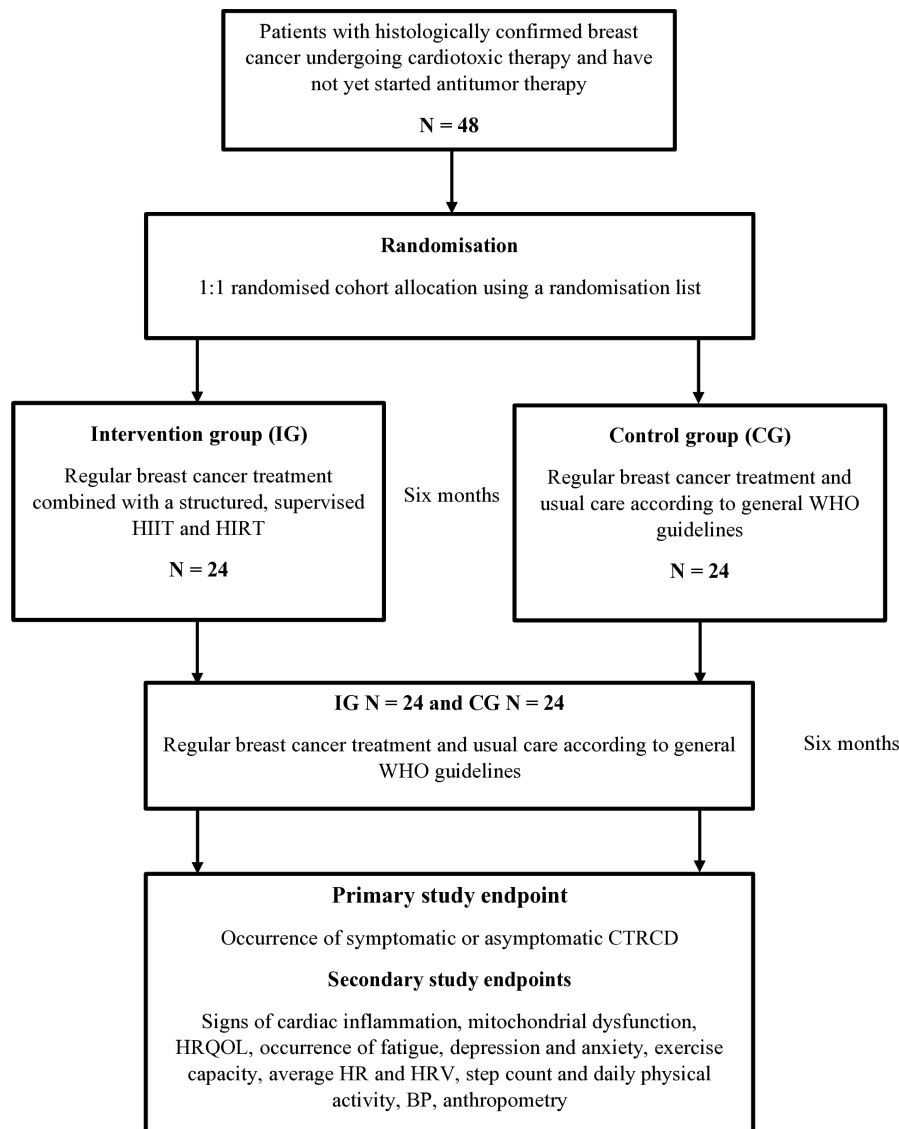 Patients with histologically confirmed breast
cancer undergoing cardiotoxic therapy and have
not yet started antitumor therapy
N = 48
Randomisation
1:1 randomised cohort allocation using a randomisation list
Intervention group (IG)
Regular breast cancer treatment
combined with a structured, supervised
HIIT and HIRT
N = 24
Six months
Control group (CG)
Regular breast cancer treatment and
usual care according to general WHO
guidelines
N = 24
IG N = 24 and CG N = 24
Regular breast cancer treatment and usual care according to general
WHO guidelines
Six months
Primary study endpoint
Occurrence of symptomatic or asymptomatic CTRCD
Secondary study endpoints
Signs of cardiac inflammation, mitochondrial dysfunction,
HRQOL, occurrence of fatigue, depression and anxiety, exercise
capacity, average HR and HRV, step count and daily physical
activity, BP, anthropometry